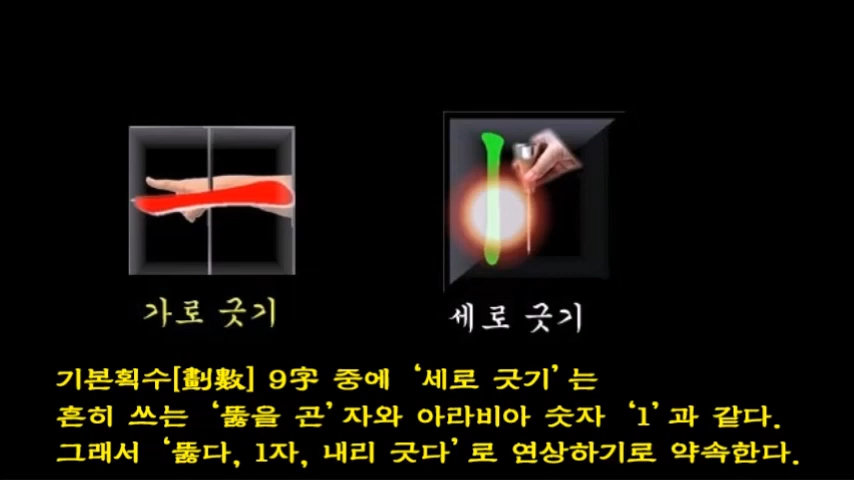 가로 긋기
세로 긋기
기본획수[劃數] 9字 중에 ‘세로 긋기’는
흔히 쓰는 ‘뚫을 곤’자와 아라비아 숫자 ‘1’과 같다.
그래서 ‘뚫다, 1자, 내리 긋다’로 연상하기로 약속한다.